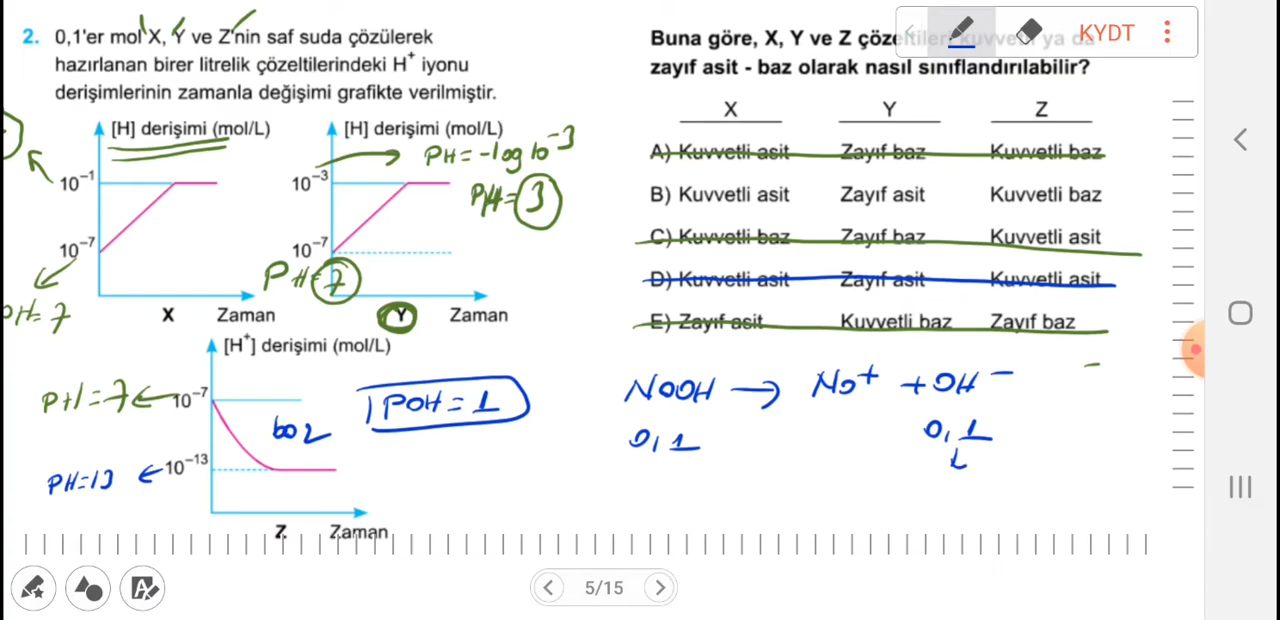 2. 0,1'er mol X, Y ve Z'nin saf suda çözülerek
hazırlanan birer litrelik çözeltilerindeki H+ iyonu
derişimlerinin zamanla değişimi grafikte verilmiştir.
[H] derişimi (mol/L)
10−1
10−7
PH=7
X Zaman
[H] derişimi (mol/L)
PH=-log10−3
10−3
PH=3
10−7
PH=7
Y Zaman
[H+] derişimi (mol/L)
PH=7 10−7
baz
POH=1
PH=13 10−13
Z Zaman
Buna göre, X, Y ve Z çözeltileri kuvvetli ya da
zayıf asit - baz olarak nasıl sınıflandırılabilir?
X Y Z
A) Kuvvetli asit Zayıf baz Kuvvetli baz
B) Kuvvetli asit Zayıf asit Kuvvetli baz
C) Kuvvetli baz Zayıf baz Kuvvetli asit
D) Kuvvetli asit Zayıf asit Kuvvetli asit
E) Zayıf asit Kuvvetli baz Zayıf baz
NaOH → Na+ + OH−
0,1 0,1
KYDT
5/15